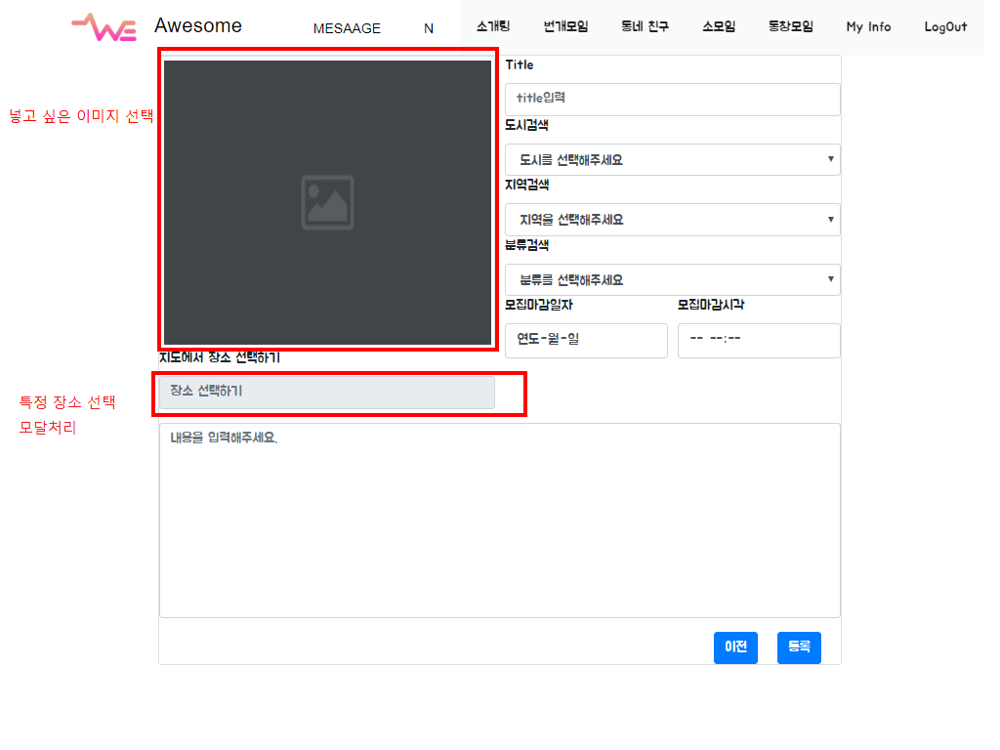 WE
Awesome
MESAAGE N
소개팅 번개모임 동네 친구 소모임 동창모임 My Info LogOut
넣고 싶은 이미지 선택
Title
title입력
도시검색
도시를 선택해주세요
지역검색
지역을 선택해주세요
분류검색
분류를 선택해주세요
모집마감일자 모집마감시각
연도-월-일 -- --:--
지도에서 장소 선택하기
장소 선택하기
특정 장소 선택
모달처리
내용을 입력해주세요.
이전 등록